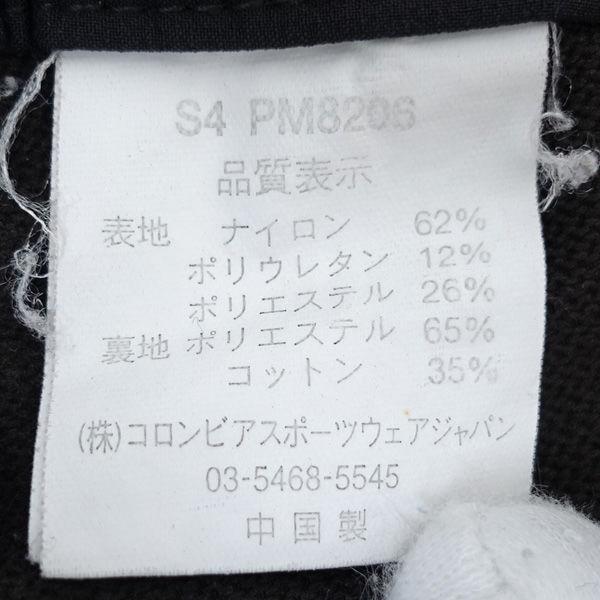 S4 PM8206
品質表示
表地 ナイロン 62%
ポリウレタン 12%
ポリエステル 26%
裏地 ポリエステル 65%
コットン 35%
(株)コロンビアスポーツウェアジャパン
03-5468-5545
中国製